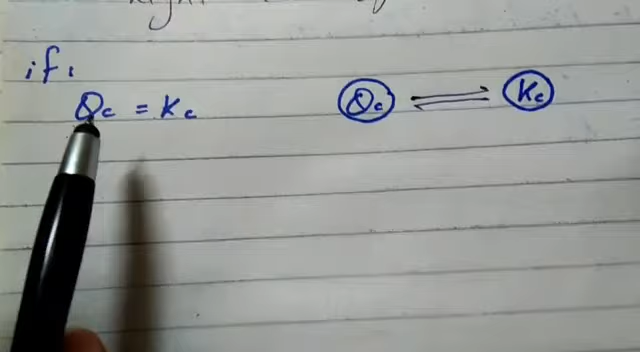 if:
Qc = Kc Qc ⇌ Kc